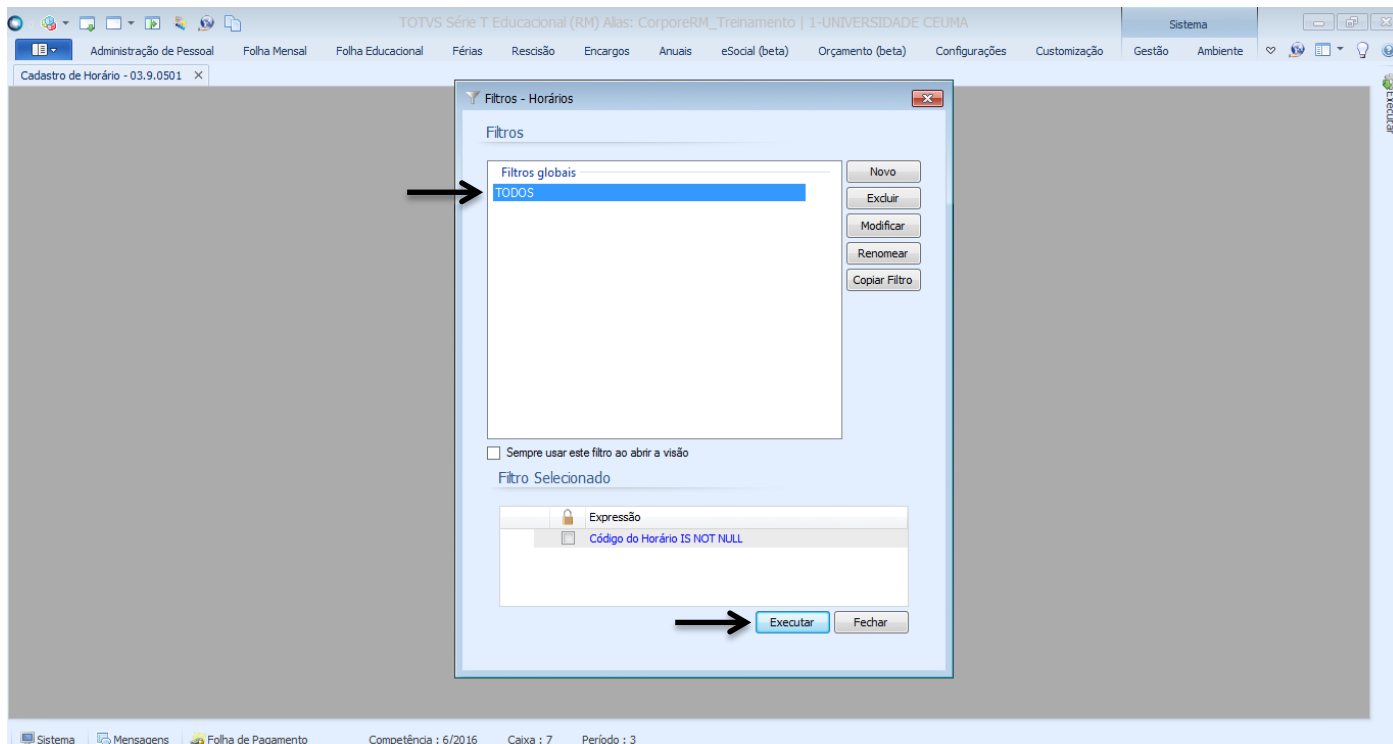 TOTVS Série T Educacional (RM) Alias: CorporeRM_Treinamento | 1-UNIVERSIDADE CEUMA
Sistema
Administração de Pessoal Folha Mensal Folha Educacional Férias Rescisão Encargos Anuais eSocial (beta) Orçamento (beta) Configurações Customização Gestão Ambiente
Cadastro de Horário - 03.9.0501
Executar
Filtros - Horários
Filtros
Filtros globais
TODOS
Novo
Excluir
Modificar
Renomear
Copiar Filtro
Sempre usar este filtro ao abrir a visão
Filtro Selecionado
Expressão
Código do Horário IS NOT NULL
Executar Fechar
Sistema Mensagens Folha de Pagamento Competência : 6/2016 Caixa : 7 Período : 3